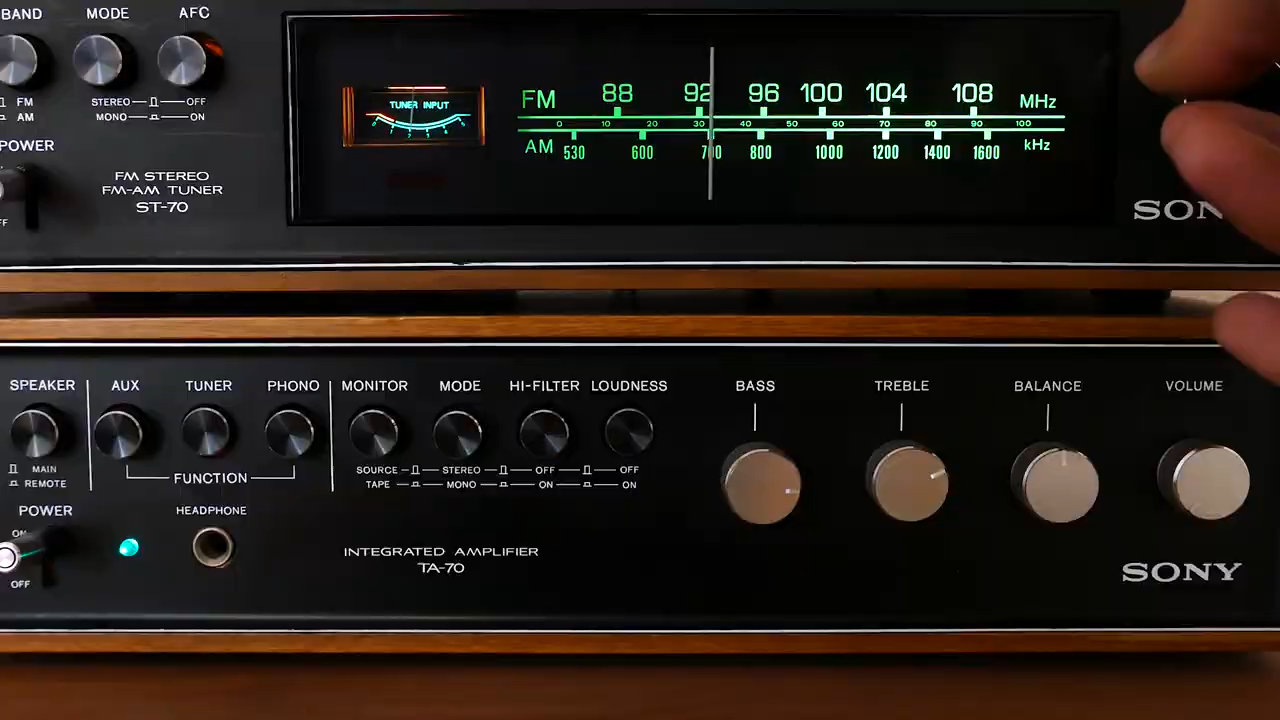 BAND MODE AFC
FM STEREO OFF
AM MONO ON
POWER
FM STEREO
FM-AM TUNER
ST-70
TUNER INPUT
FM 88 92 96 100 104 108 MHz
0 10 20 30 40 50 60 70 80 90 100
AM 530 600 700 800 1000 1200 1400 1600 kHz
SPEAKER AUX TUNER PHONO MONITOR MODE HI-FILTER LOUDNESS BASS TREBLE BALANCE VOLUME
MAIN SOURCE STEREO OFF OFF
REMOTE FUNCTION TAPE MONO ON ON
POWER HEADPHONE
ON
OFF
INTEGRATED AMPLIFIER
TA-70
SONY